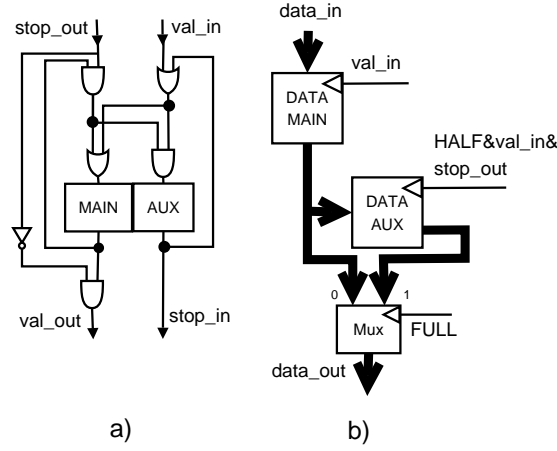 stop_out
val_in
MAIN
AUX
val_out
stop_in
a)
data_in
val_in
DATA
MAIN
HALF&val_in&
stop_out
DATA
AUX
0
1
Mux
FULL
data_out
b)